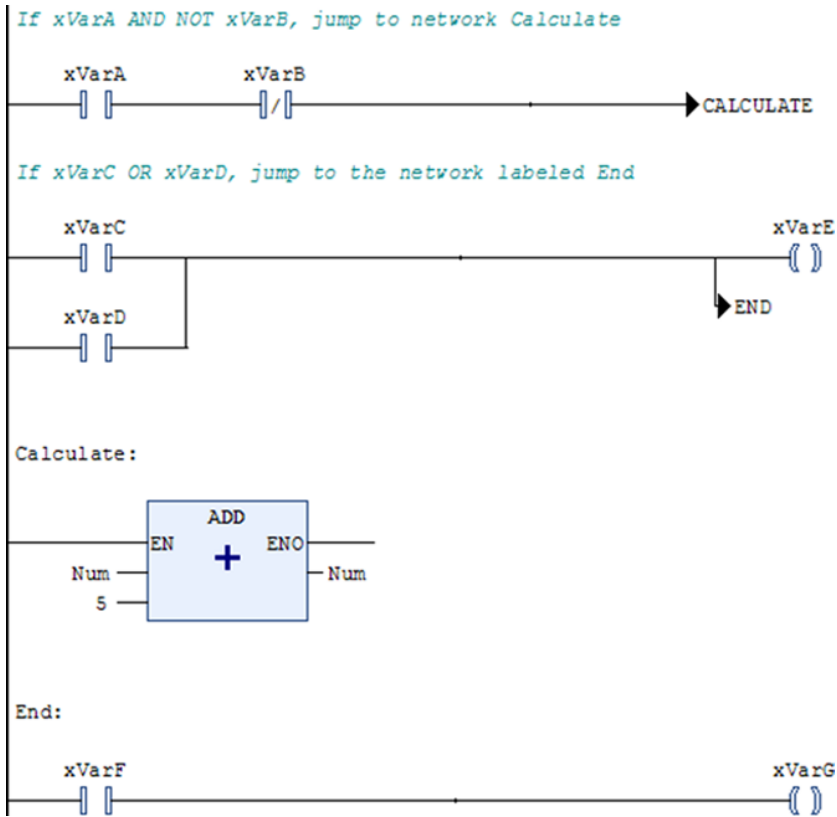 If xVarA AND NOT xVarB, jump to network Calculate
xVarA xVarB
CALCULATE
If xVarC OR xVarD, jump to the network labeled End
xVarC xVarE
END
xVarD
Calculate:
ADD
EN ENO
+
Num Num
5
End:
xVarF xVarG